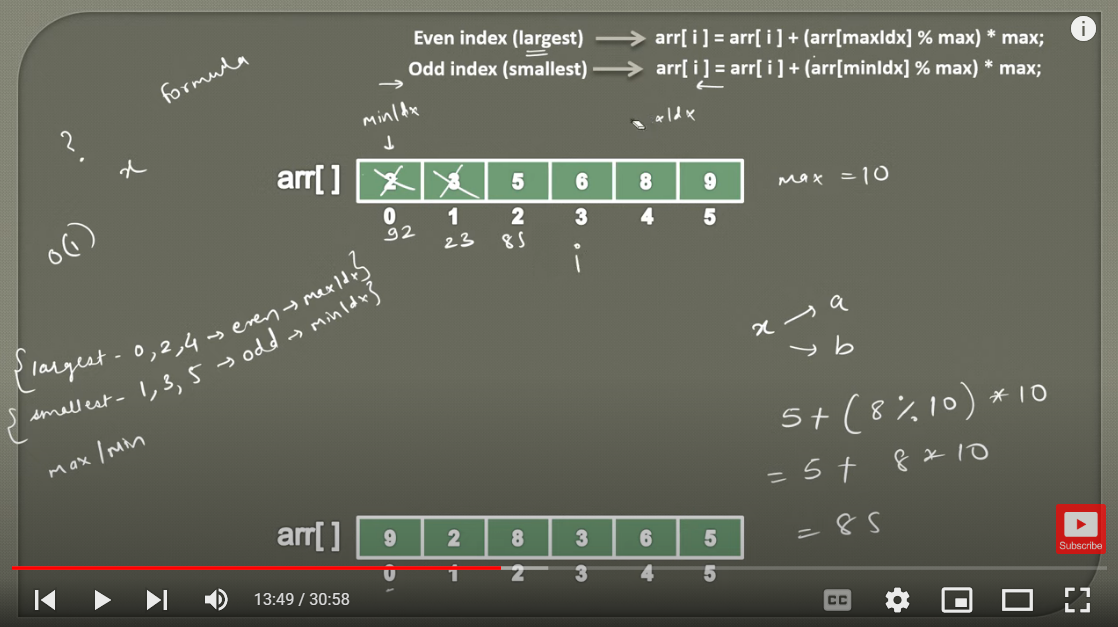 Even index (largest) → arr[ i ] = arr[ i ] + (arr[maxIdx] % max) * max;
Odd index (smallest) → arr[ i ] = arr[ i ] + (arr[minIdx] % max) * max;
i
Formula
minIdx
xIdx
?
x
arr[] 2 3 5 6 8 9
max = 10
0 1 2 3 4 5
92 23 85
i
O(1)
{largest - 0, 2, 4 → even → maxIdx}
{smallest - 1, 3, 5 → odd → minIdx}
max/min
x → a
→ b
5 + (8 % 10) * 10
= 5 + 8 * 10
= 85
arr[] 9 2 8 3 6 5
0 1 2 3 4 5
Subscribe
13:49 / 30:58
CC